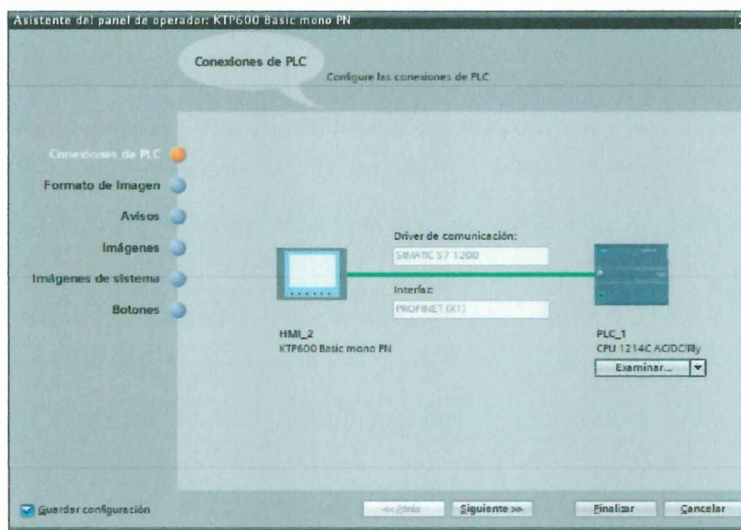 Asistente del panel de operador: KTP600 Basic mono PN
Conexiones de PLC
Configure las conexiones de PLC
Conexiones de PLC
Formato de Imagen
Avisos
Imágenes
Imágenes de sistema
Botones
Driver de comunicación:
SIMATIC S7 1200
Interfaz:
PROFINET (X1)
HMI_2
KTP600 Basic mono PN
PLC_1
CPU 1214C AC/DC/Rly
Examinar...
Guardar configuración
<< Atrás
Siguiente >>
Finalizar
Cancelar